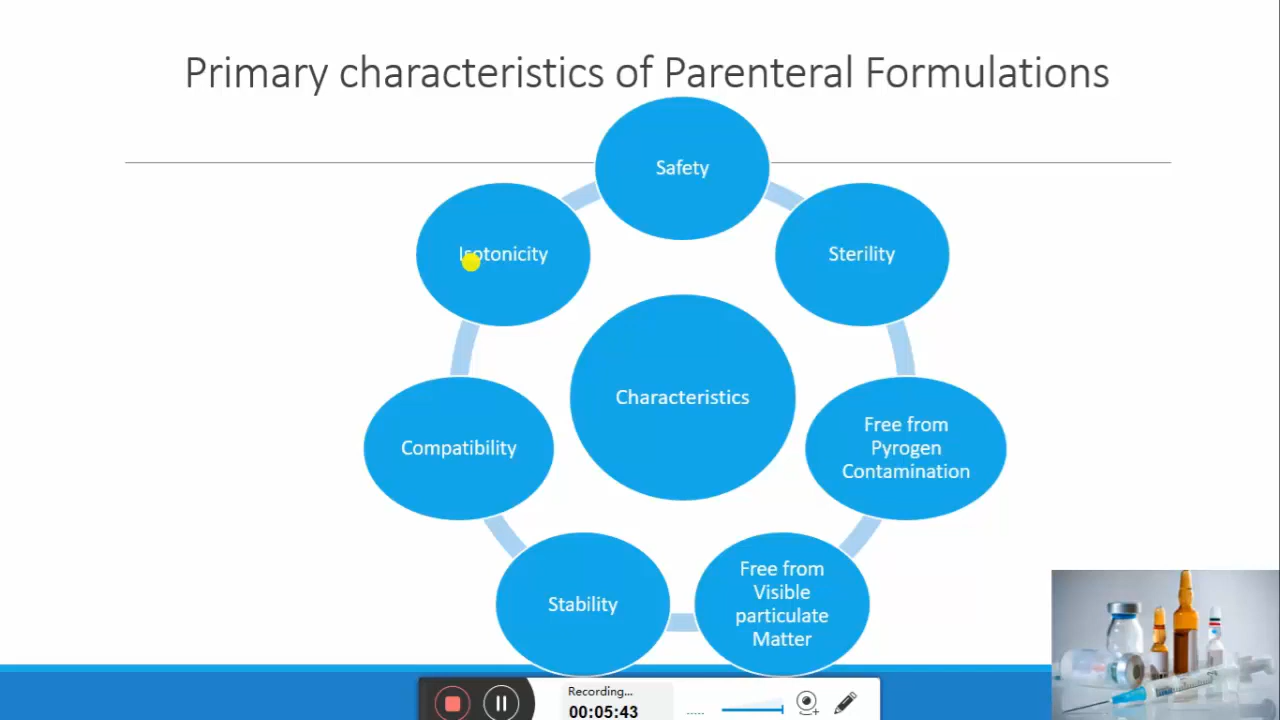 Primary characteristics of Parenteral Formulations
Safety
Sterility
Free from
Pyrogen
Contamination
Free from
Visible
particulate
Matter
Stability
Compatibility
Isotonicity
Characteristics
Recording...
00:05:43